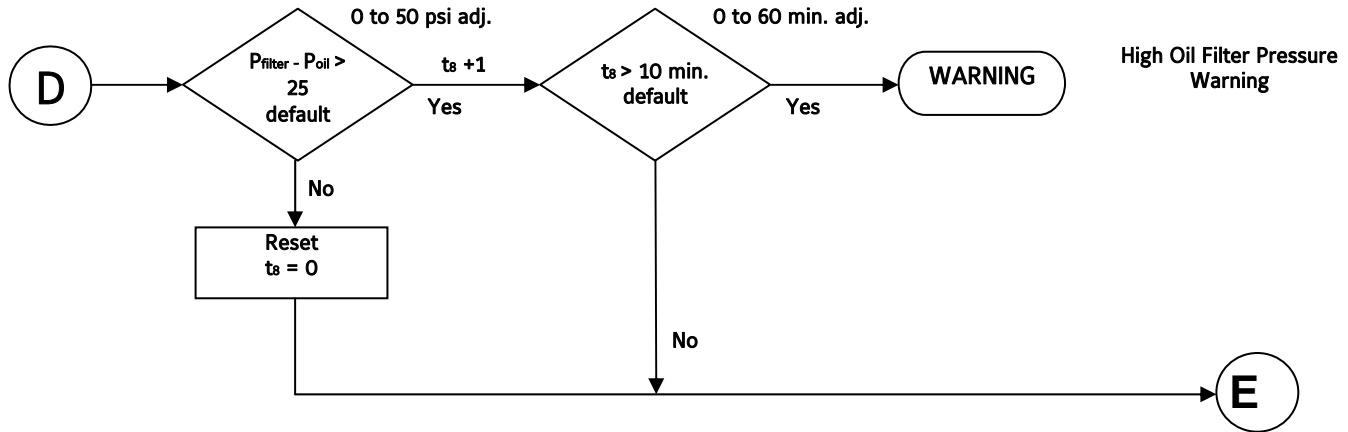 0 to 50 psi adj.
0 to 60 min. adj.
D
Pfilter - Poil >
25
default
t8 +1
Yes
t8 > 10 min.
default
Yes
WARNING
High Oil Filter Pressure
Warning
No
Reset
t8 = 0
No
E